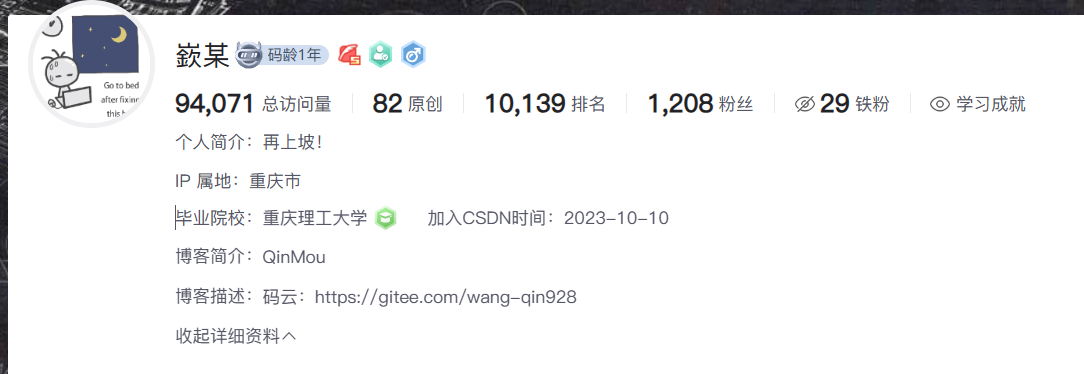 嶔某 码龄1年
94,071 总访问量 82 原创 10,139 排名 1,208 粉丝 29 铁粉 学习成就
个人简介：再上坡！
IP 属地：重庆市
毕业院校：重庆理工大学 加入CSDN时间：2023-10-10
博客简介：QinMou
博客描述：码云：https://gitee.com/wang-qin928
收起详细资料
Go to bed
after fixing
this